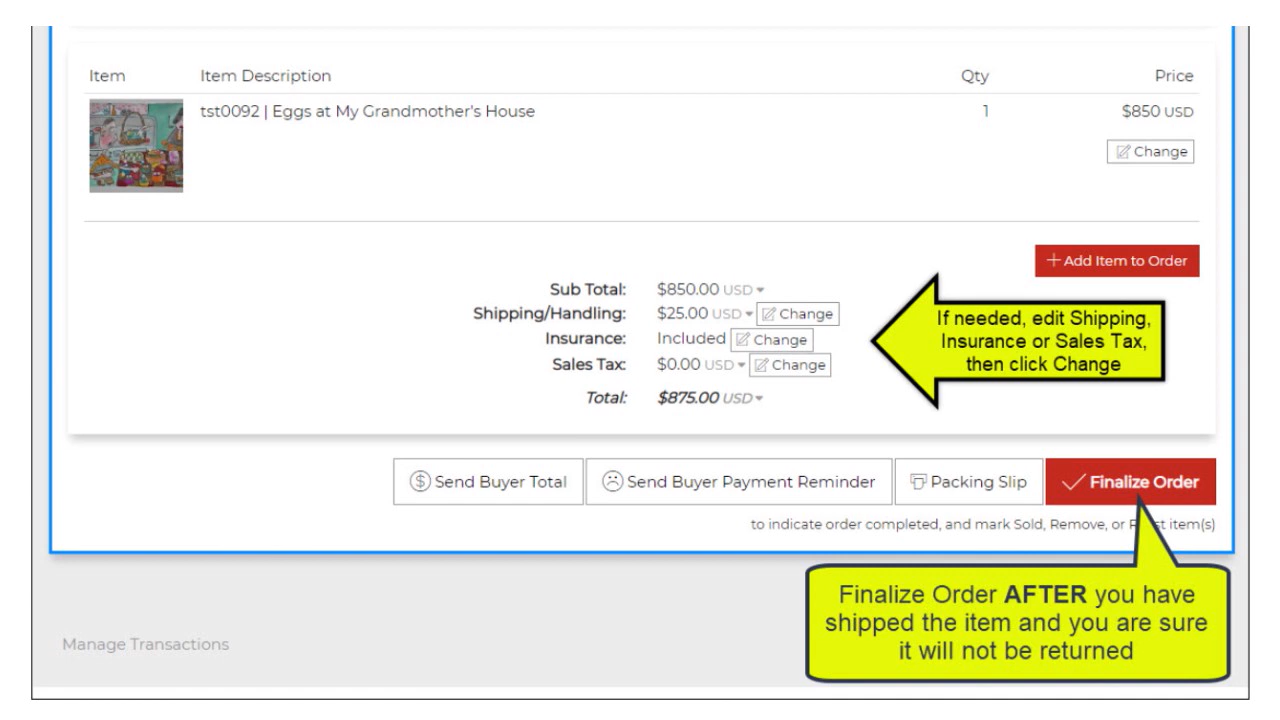 Item Item Description Qty Price
tst0092 | Eggs at My Grandmother's House 1 $850 USD
Change
+ Add Item to Order
Sub Total: $850.00 USD
Shipping/Handling: $25.00 USD Change
Insurance: Included Change
Sales Tax: $0.00 USD Change
Total: $875.00 USD
If needed, edit Shipping,
Insurance or Sales Tax,
then click Change
Send Buyer Total Send Buyer Payment Reminder Packing Slip Finalize Order
to indicate order completed, and mark Sold, Remove, or item(s)
Finalize Order AFTER you have
shipped the item and you are sure
it will not be returned
Manage Transactions